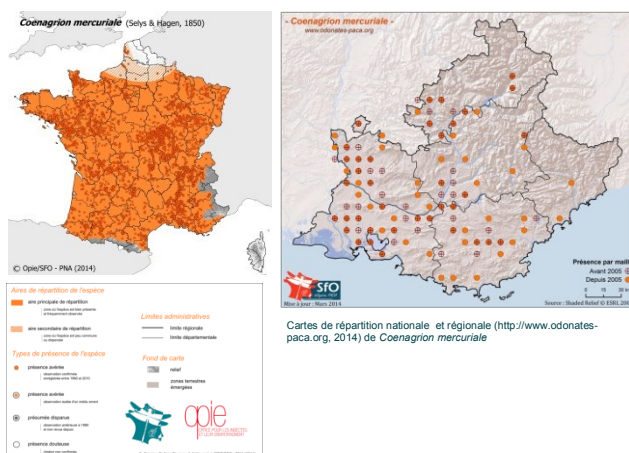 Coenagrion mercuriale (Selys & Hagen, 1850)
© Opie/SFO - PNA (2014)
- Coenagrion mercuriale -
www.odonates-paca.org
Présence par maille
Avant 2005
Depuis 2005
0 15 30
sfo
Mise à jour : Mars 2014
Source : Shaded Relief © ESRI,
Aires de répartition de l'espèce
aire principale de répartition
aire secondaire de répartition
Types de présence de l'espèce
présence avérée
présence avérée
présumée disparue
présence douteuse
Limites administratives
limite régionale
limite départementale
Fond de carte
relief
zones terrestres
émergées
opie
Cartes de répartition nationale et régionale (http://www.odonates-
paca.org, 2014) de Coenagrion mercuriale